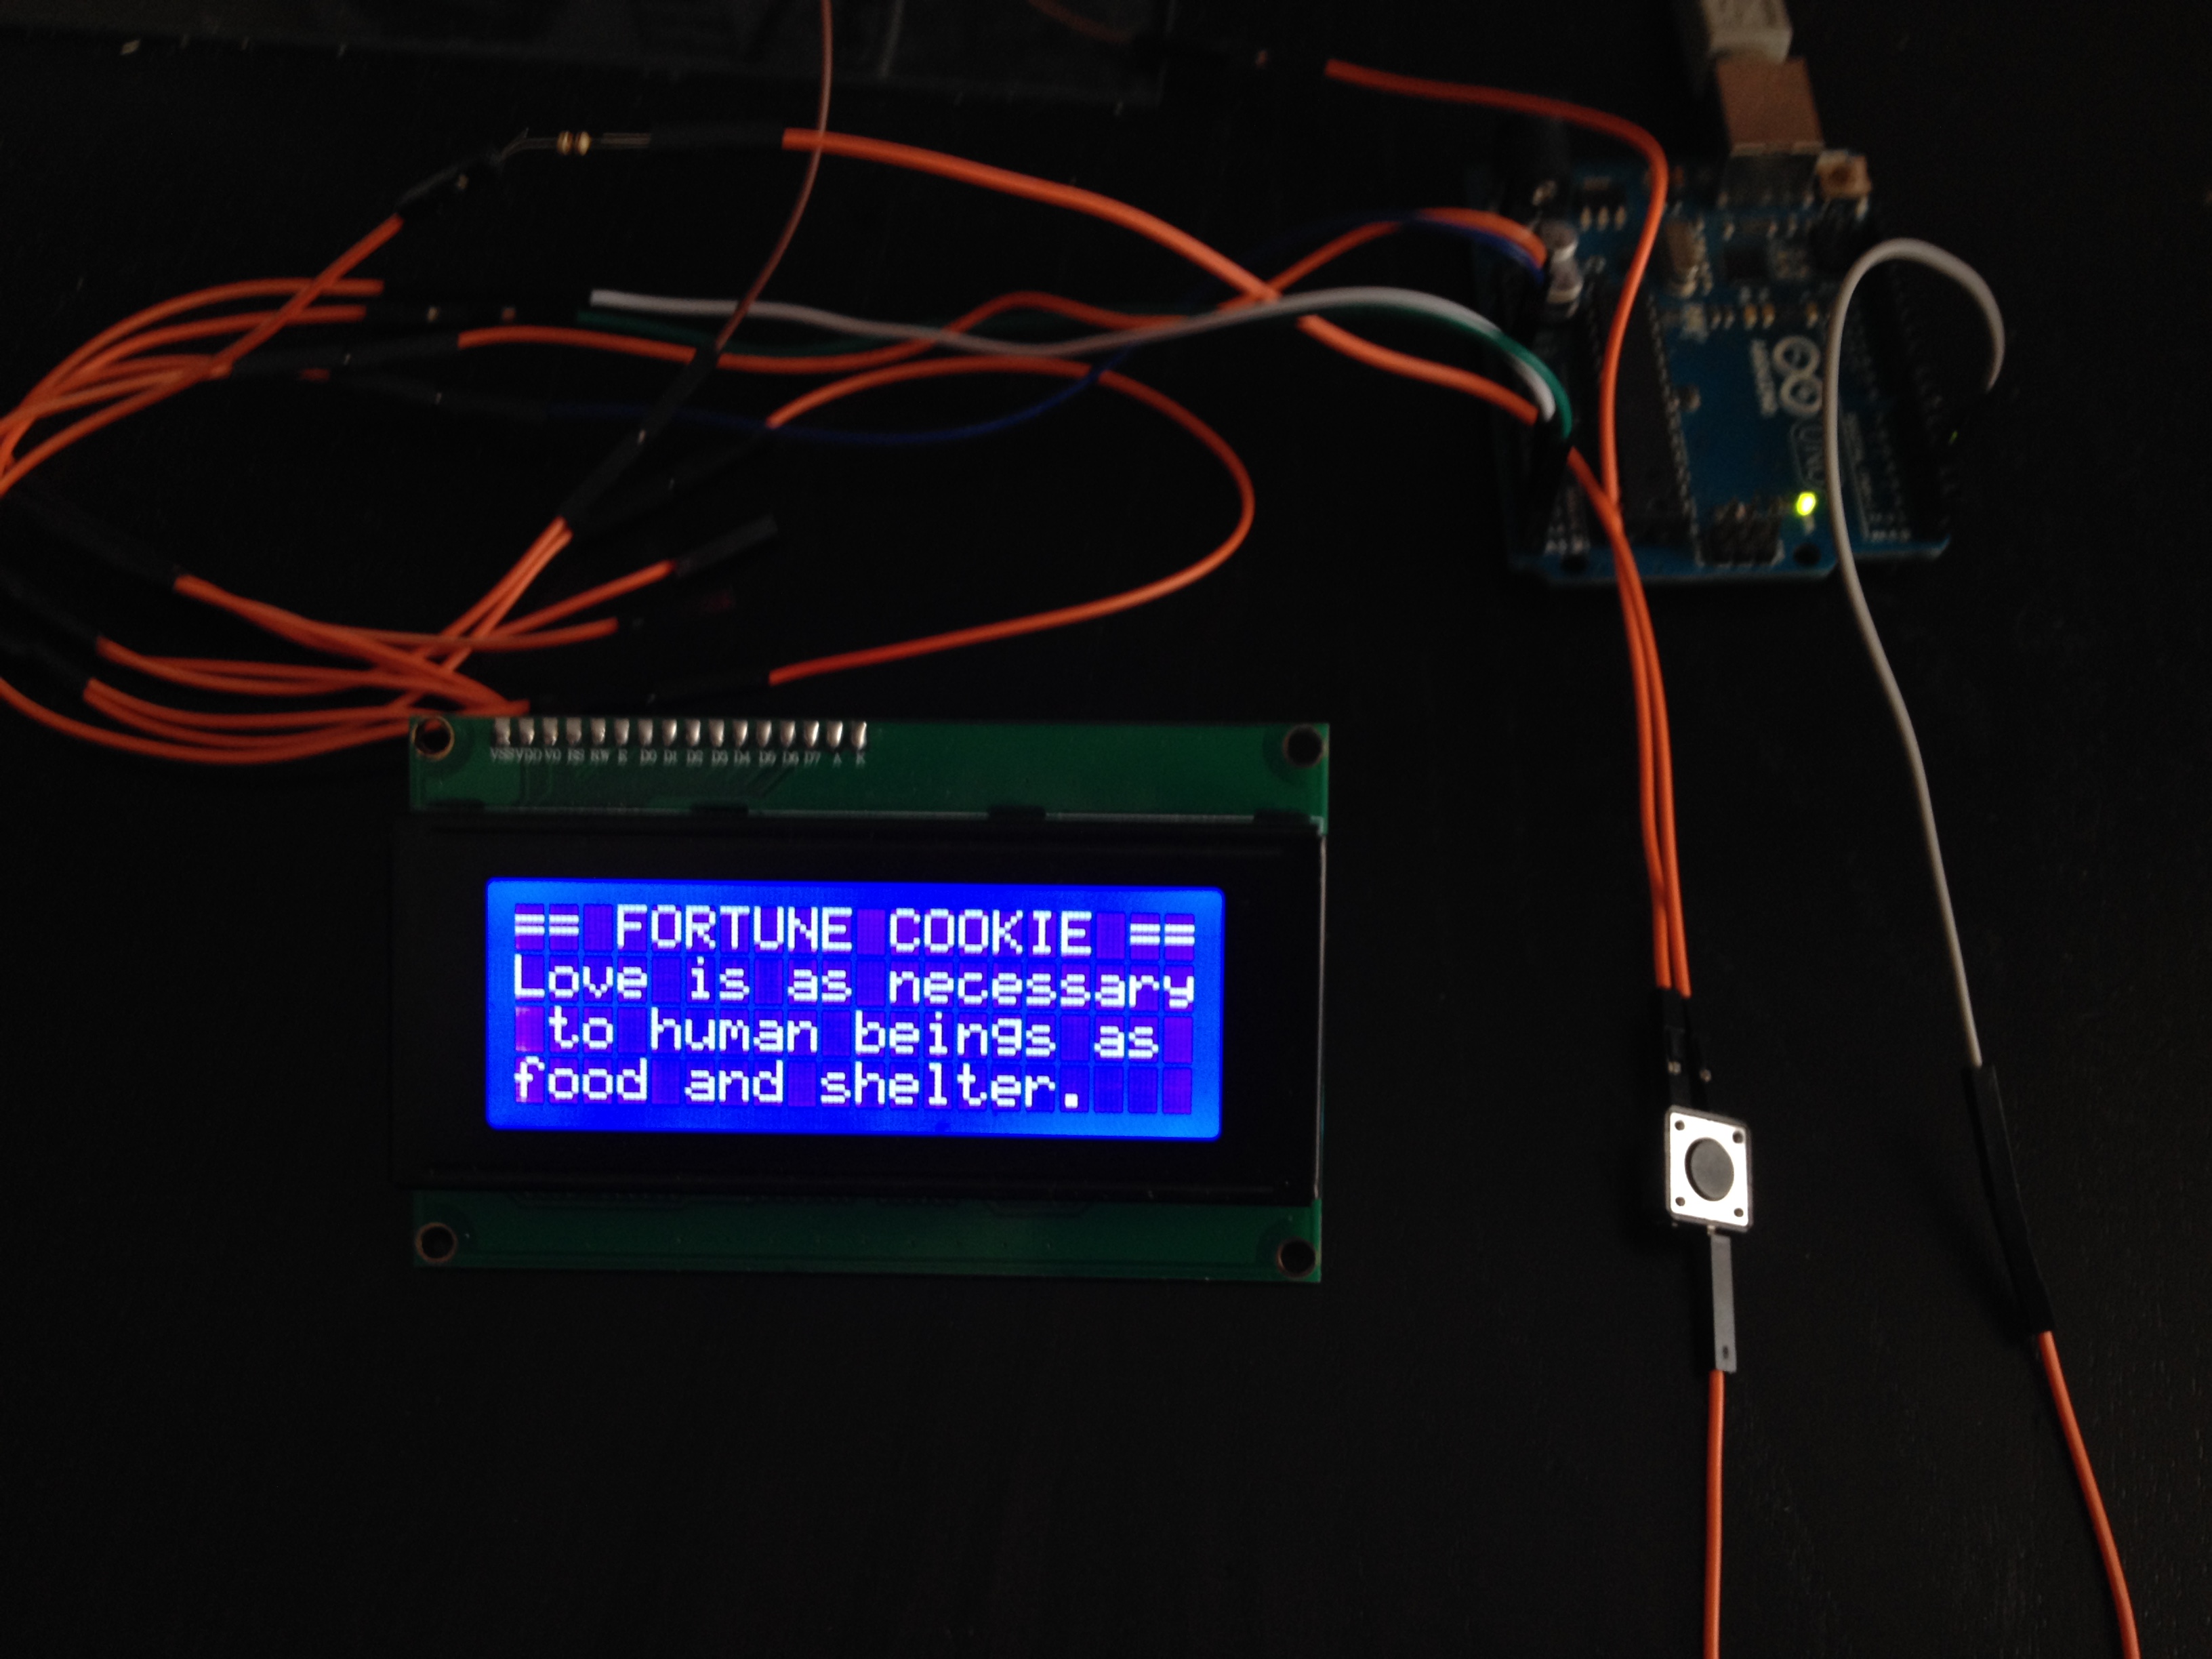 == FORTUNE COOKIE ==
Love is as necessary
 to human beings as
food and shelter.
VSS VDD V0 RS RW E D0 D1 D2 D3 D4 D5 D6 D7 A K
UNO